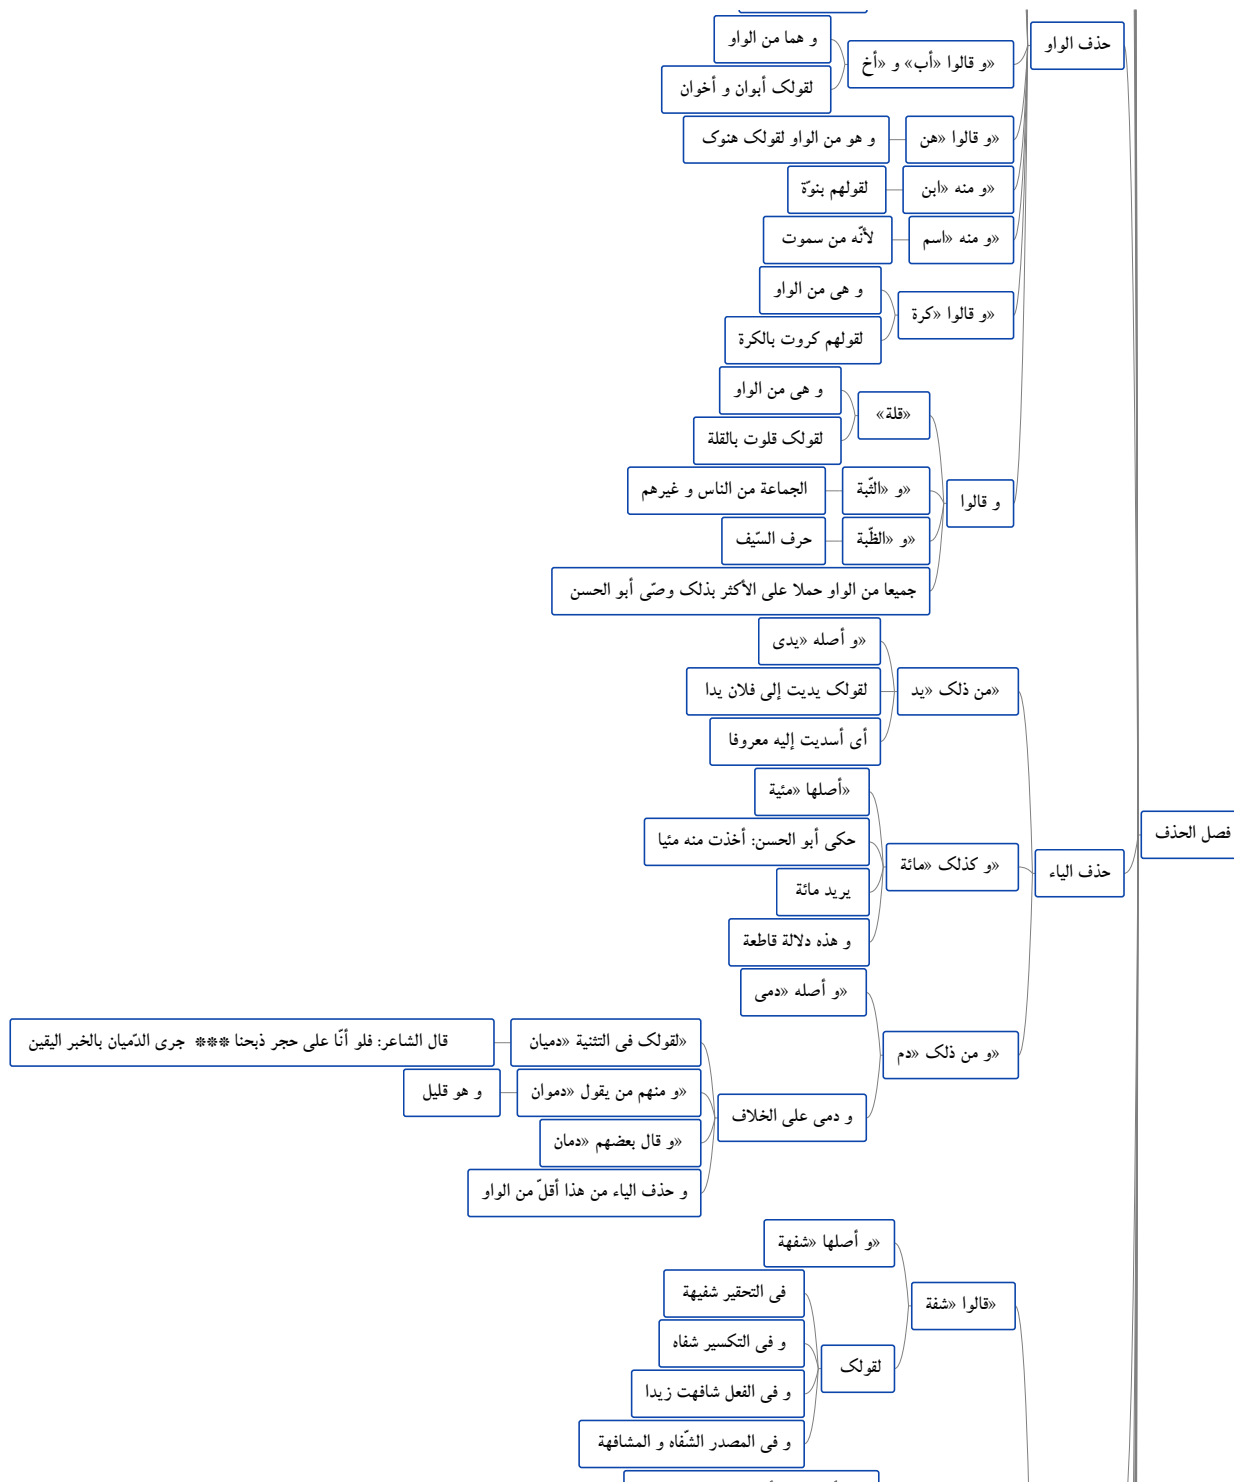 فصل الحذف
حذف الواو
«و قالوا «أب» و «أخ
و هما من الواو
لقولک أبوان و أخوان
«و قالوا «هن
و هو من الواو لقولک هنوک
«و منه «ابن
لقولهم بنوّة
«و منه «اسم
لأنّه من سموت
«و قالوا «کرة
و هی من الواو
لقولهم کروت بالکرة
و قالوا
«قلة»
و هی من الواو
لقولک قلوت بالقلة
«و «الثّبة
الجماعة من الناس و غیرهم
«و «الظّبة
حرف السّیف
جمیعا من الواو حملا على الأکثر بذلک وصّى أبو الحسن
حذف الیاء
«من ذلک «ید
«و أصله «یدی
لقولک یدیت إلى فلان یدا
أی أسدیت إلیه معروفا
«و کذلک «مائة
«أصلها «مئیة
حکى أبو الحسن: أخذت منه مئیا
یرید مائة
و هذه دلالة قاطعة
«و من ذلک «دم
«و أصله «دمی
و دمی على الخلاف
«لقولک فی التثنیة «دمیان
قال الشاعر: فلو أنّا على حجر ذبحنا *** جرى الدّمیان بالخبر الیقین
«و منهم من یقول «دموان
و هو قلیل
«و قال بعضهم «دمان
و حذف الیاء من هذا أقلّ من الواو
«قالوا «شفة
«و أصلها «شفهة
لقولک
فی التحقیر شفیهة
و فی التکسیر شفاه
و فی الفعل شافهت زیدا
و فی المصدر الشّفاه و المشافهة